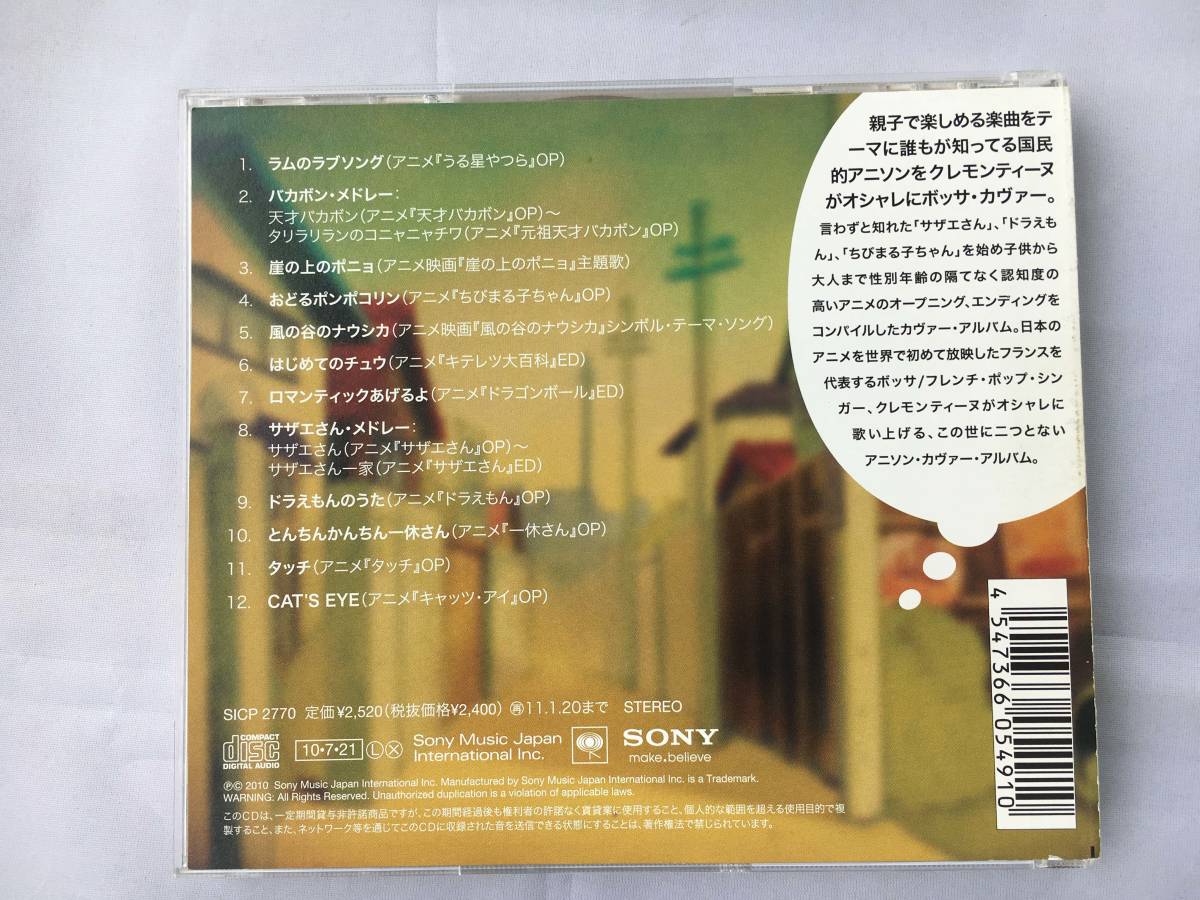 1. ラムのラブソング(アニメ『うる星やつら』OP)
2. バカボン・メドレー:
天才バカボン(アニメ『天才バカボン』OP)〜
タリラリランのコニャニャチワ(アニメ『元祖天才バカボン』OP)
3. 崖の上のポニョ(アニメ映画『崖の上のポニョ』主題歌)
4. おどるポンポコリン(アニメ『ちびまる子ちゃん』OP)
5. 風の谷のナウシカ(アニメ映画『風の谷のナウシカ』シンボル・テーマ・ソング)
6. はじめてのチュウ(アニメ『キテレツ大百科』ED)
7. ロマンティックあげるよ(アニメ『ドラゴンボール』ED)
8. サザエさん・メドレー:
サザエさん(アニメ『サザエさん』OP)〜
サザエさん一家(アニメ『サザエさん』ED)
9. ドラえもんのうた(アニメ『ドラえもん』OP)
10. とんちんかんちん一休さん(アニメ『一休さん』OP)
11. タッチ(アニメ『タッチ』OP)
12. CAT'S EYE(アニメ『キャッツ・アイ』OP)
親子で楽しめる楽曲をテ
ーマに誰もが知ってる国民
的アニソンをクレモンティーヌ
がオシャレにボッサ・カヴァー。
言わずと知れた「サザエさん」、「ドラえも
ん」、「ちびまる子ちゃん」を始め子供から
大人まで性別年齢の隔てなく認知度の
高いアニメのオープニング、エンディングを
コンパイルしたカヴァー・アルバム。日本の
アニメを世界で初めて放映したフランスを
代表するボッサ/フレンチ・ポップ・シン
ガー、クレモンティーヌがオシャレに
歌い上げる、この世に二つとない
アニソン・カヴァー・アルバム。
SICP 2770 定価¥2,520(税抜価格¥2,400) 再11.1.20まで STEREO
COMPACT
disc
DIGITAL AUDIO
10・7・21 L X
Sony Music Japan
International Inc.
SONY
make.believe
℗© 2010 Sony Music Japan International Inc. Manufactured by Sony Music Japan International Inc. is a Trademark.
WARNING: All Rights Reserved. Unauthorized duplication is a violation of applicable laws.
このCDは、一定期間貸与非許諾商品ですが、この期間経過後も権利者の許諾なく賃貸業に使用すること、個人的な範囲を超える使用目的で複
製すること、また、ネットワーク等を通じてこのCDに収録された音を送信できる状態にすることは、著作権法で禁じられています。
4 547366 054910